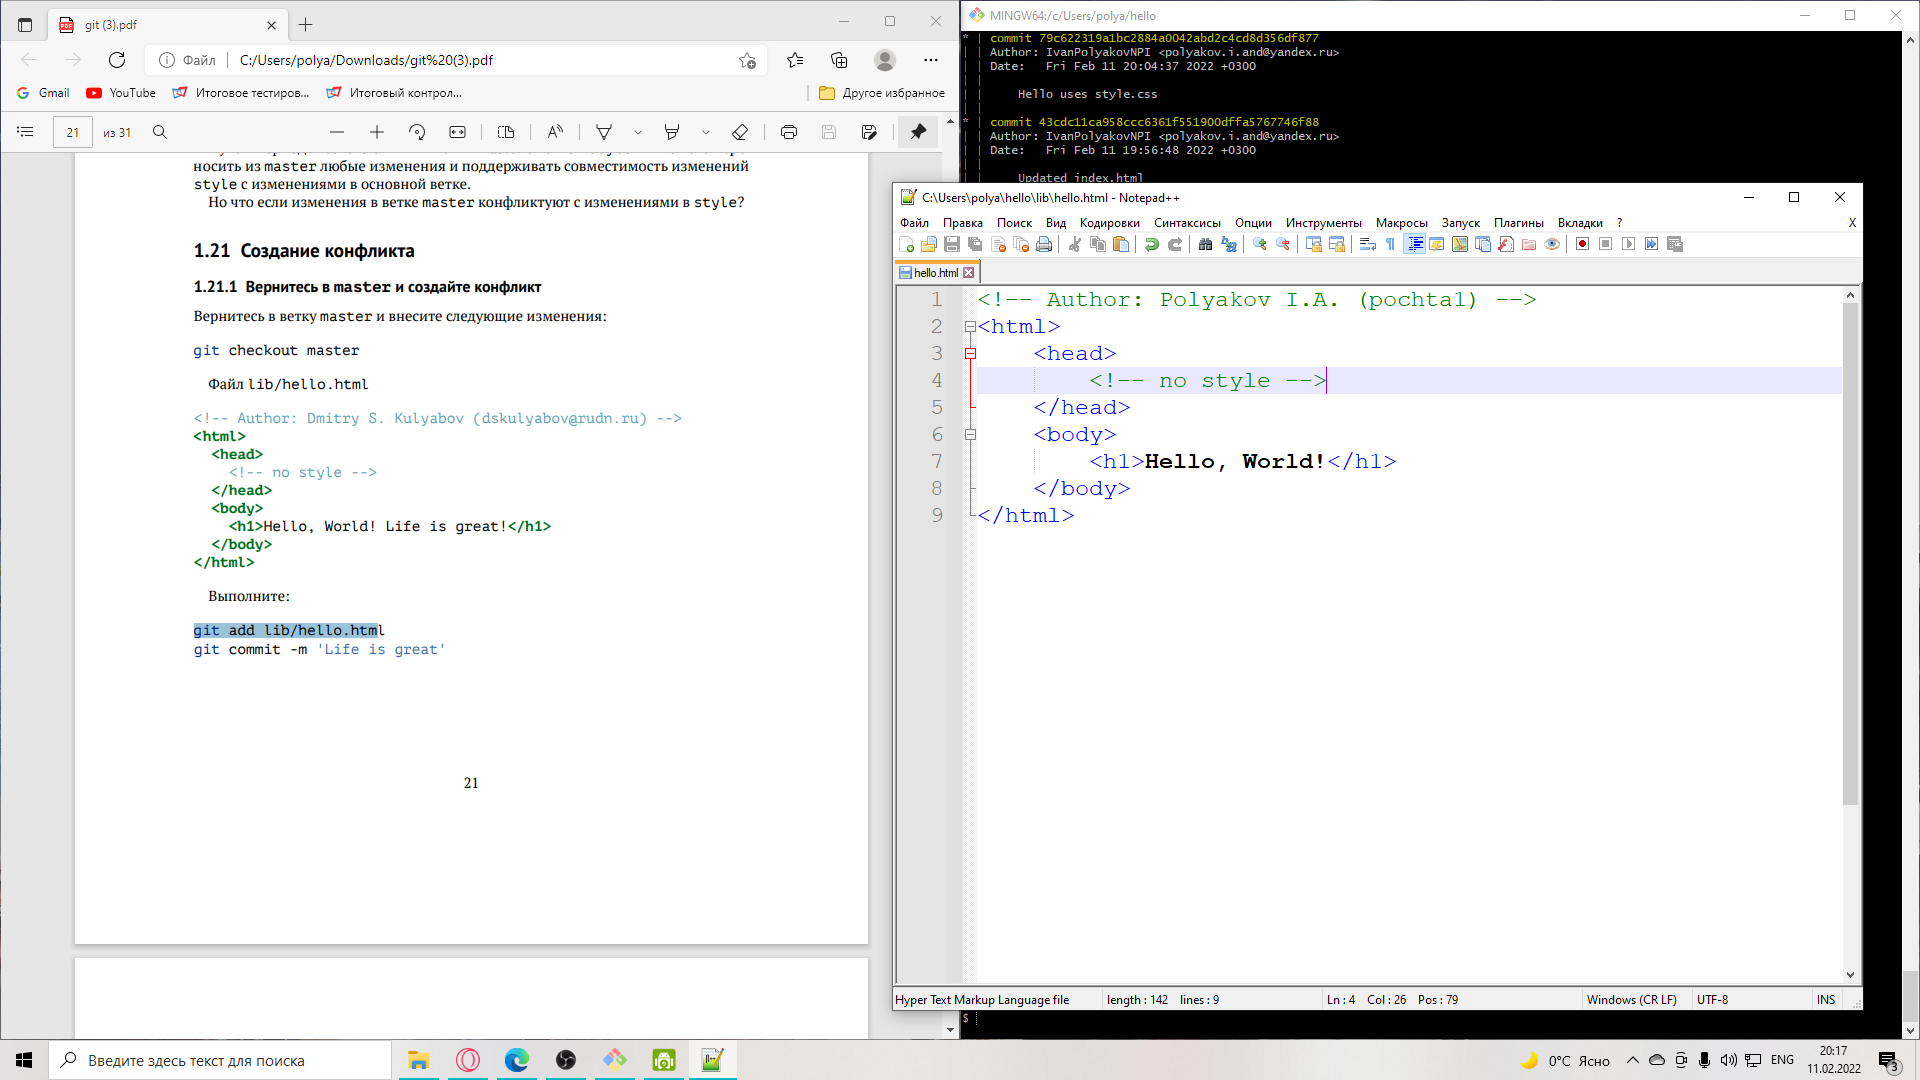 git (3).pdf
Файл
C:/Users/polya/Downloads/git%20(3).pdf
Gmail
YouTube
Итоговое тестиров...
Итоговый контрол...
Другое избранное
21
из 31
носить из master любые изменения и поддерживать совместимость изменений
style с изменениями в основной ветке.
Но что если изменения в ветке master конфликтуют с изменениями в style?
1.21 Создание конфликта
1.21.1 Вернитесь в master и создайте конфликт
Вернитесь в ветку master и внесите следующие изменения:
git checkout master
Файл lib/hello.html
<!-- Author: Dmitry S. Kulyabov (dskulyabov@rudn.ru) -->
<html>
<head>
<!-- no style -->
</head>
<body>
<h1>Hello, World! Life is great!</h1>
</body>
</html>
Выполните:
git add lib/hello.html
git commit -m 'Life is great'
21
MINGW64:/c/Users/polya/hello
* | commit 79c622319a1bc2884a0042abd2c4cd8d356df877
| | Author: IvanPolyakovNPI <polyakov.i.and@yandex.ru>
| | Date:   Fri Feb 11 20:04:37 2022 +0300
| |
| |     Hello uses style.css
| |
* | commit 43cdc11ca958ccc6361f551900dffa5767746f88
| | Author: IvanPolyakovNPI <polyakov.i.and@yandex.ru>
| | Date:   Fri Feb 11 19:56:48 2022 +0300
| |
| |     Updated index.html
C:\Users\polya\hello\lib\hello.html - Notepad++
Файл Правка Поиск Вид Кодировки Синтаксисы Опции Инструменты Макросы Запуск Плагины Вкладки ? X
hello.html
1 <!-- Author: Polyakov I.A. (pochta1) -->
2 <html>
3 <head>
4 <!-- no style -->
5 </head>
6 <body>
7 <h1>Hello, World!</h1>
8 </body>
9 </html>
Hyper Text Markup Language file
length : 142 lines : 9
Ln : 4 Col : 26 Pos : 79
Windows (CR LF)
UTF-8
INS
$
Введите здесь текст для поиска
0°C Ясно
ENG
20:17
11.02.2022
3